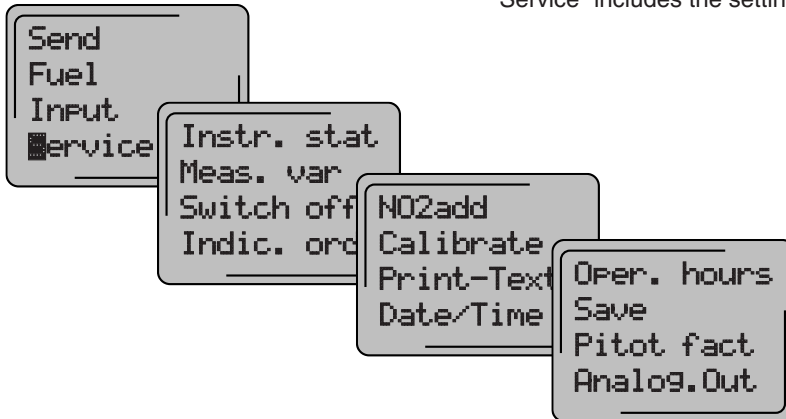 "Service" includes the settin
Send
Fuel
Input
Service
Instr. stat
Meas. var
Switch off
Indic. ord
NO2add
Calibrate
Print-Text
Date/Time
Oper. hours
Save
Pitot fact
Analog.Out